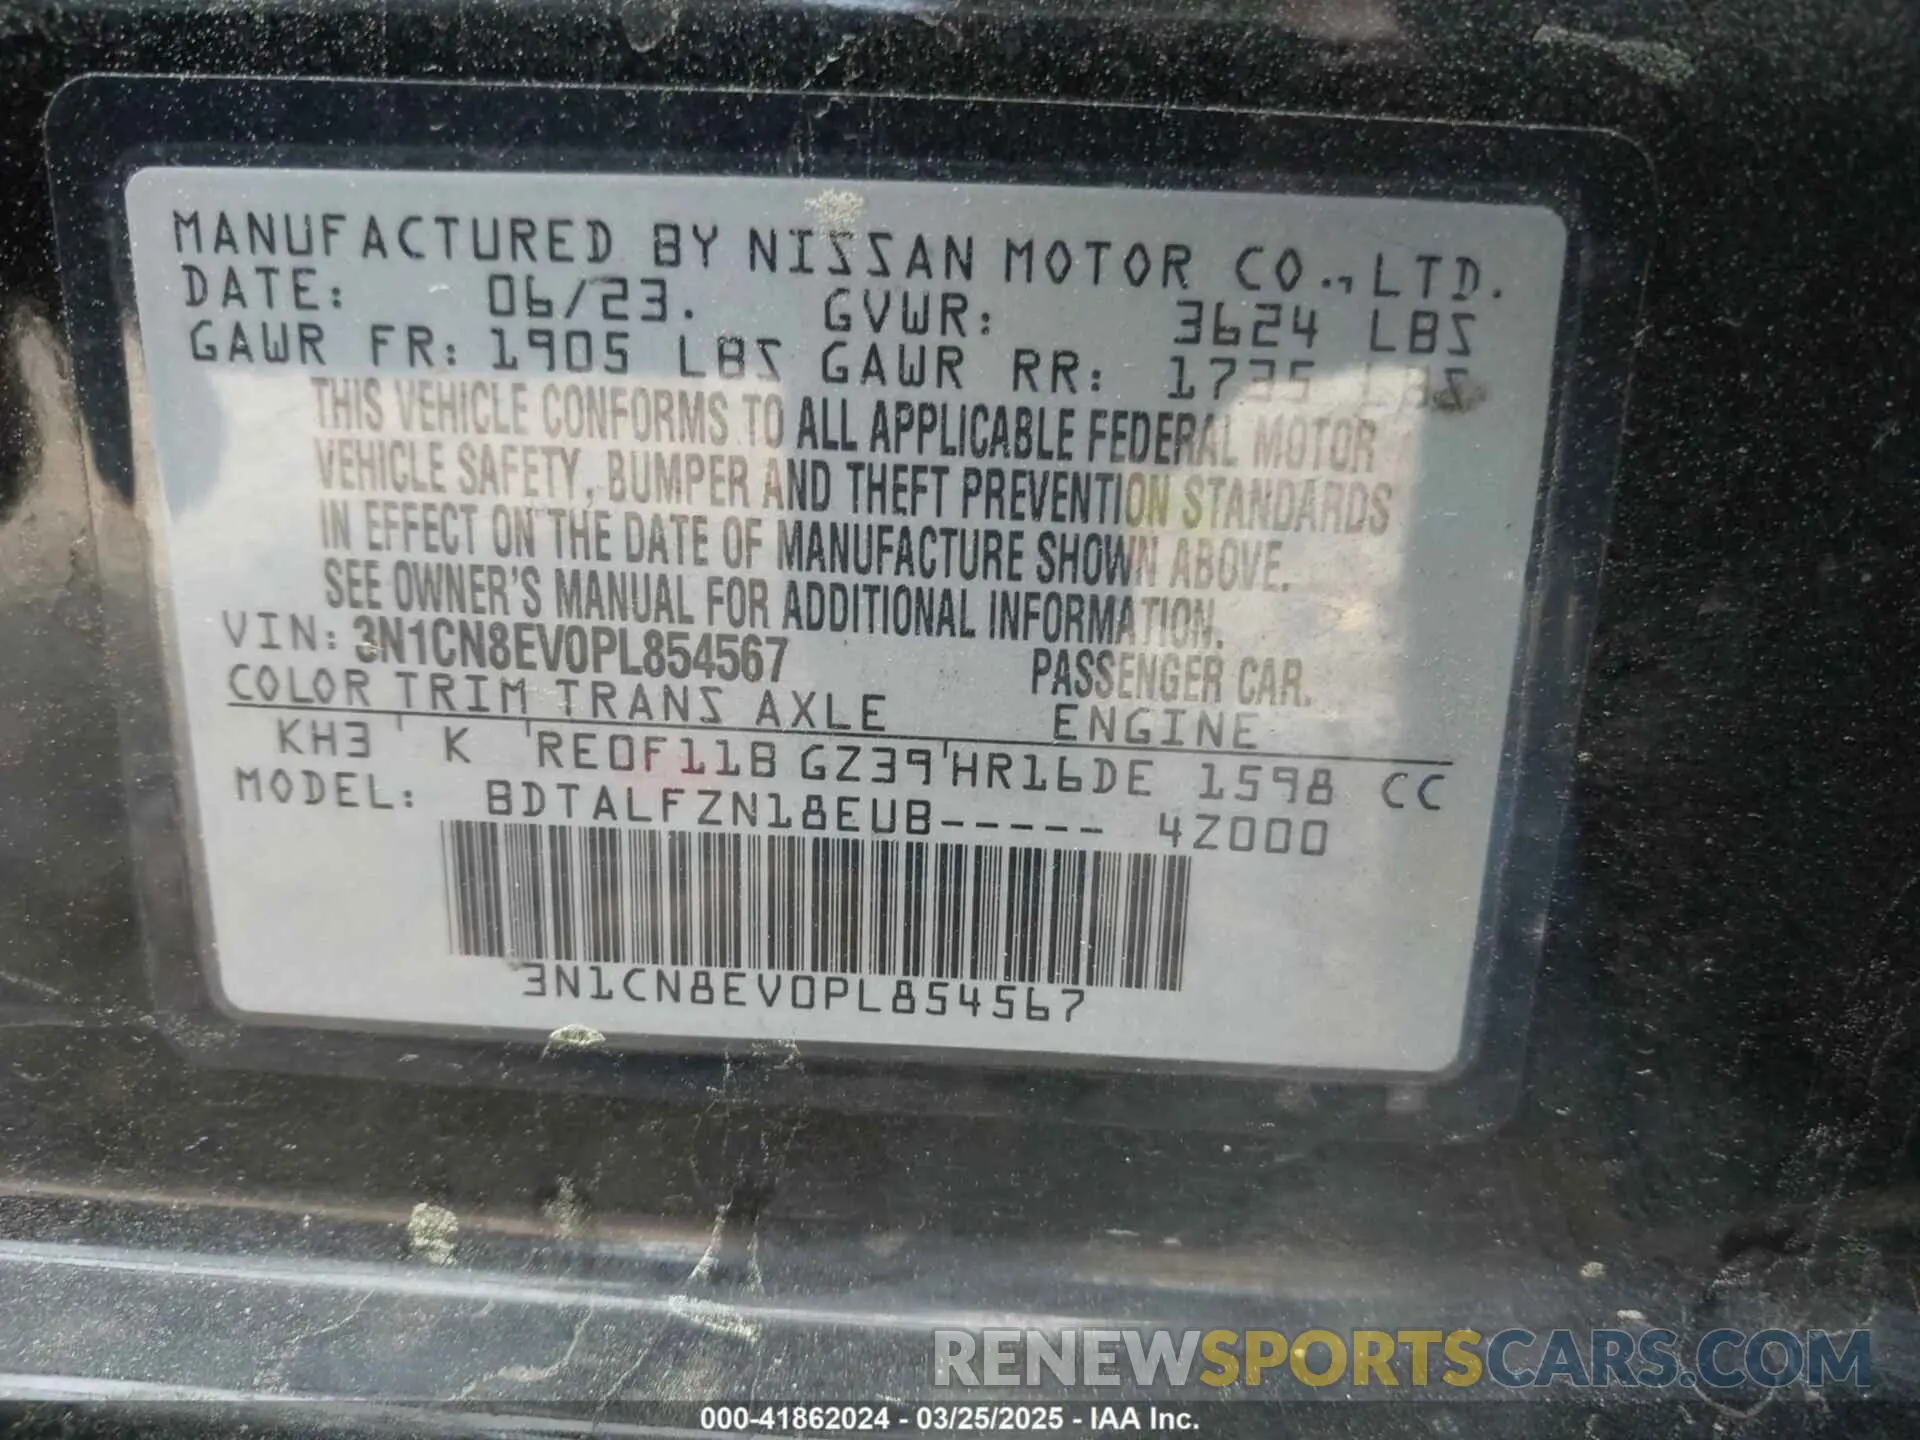 MANUFACTURED BY NISSAN MOTOR CO., LTD.
DATE: 06/23. GVWR: 3624 LBS
GAWR FR: 1905 LBS GAWR RR: 1735 LBS
THIS VEHICLE CONFORMS TO ALL APPLICABLE FEDERAL MOTOR
VEHICLE SAFETY, BUMPER AND THEFT PREVENTION STANDARDS
IN EFFECT ON THE DATE OF MANUFACTURE SHOWN ABOVE.
SEE OWNER'S MANUAL FOR ADDITIONAL INFORMATION.
VIN: 3N1CN8EV0PL854567 PASSENGER CAR.
COLOR TRIM TRANS AXLE ENGINE
KH3 ' K 'RE0F11B GZ39'HR16DE 1598 CC
MODEL: BDTALFZN18EUB----- 4Z000
3N1CN8EV0PL854567
RENEWSPORTSCARS.COM
000-41862024 - 03/25/2025 - IAA Inc.